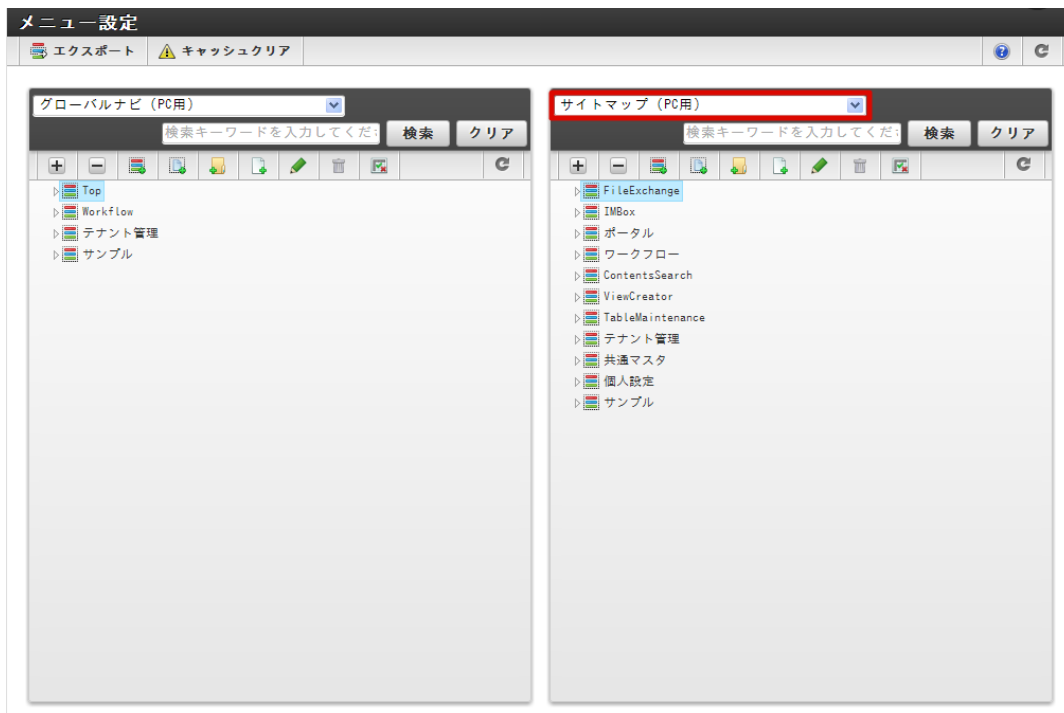 メニュー設定
エクスポート
キャッシュクリア
グローバルナビ（PC用）
検索キーワードを入力してくだ
検索
クリア
Top
Workflow
テナント管理
サンプル
サイトマップ（PC用）
検索キーワードを入力してくだ
検索
クリア
FileExchange
IMBox
ポータル
ワークフロー
ContentsSearch
ViewCreator
TableMaintenance
テナント管理
共通マスタ
個人設定
サンプル